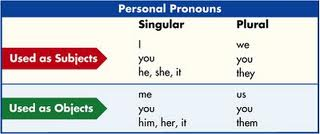 Personal Pronouns
Singular Plural
Used as Subjects
I we
you you
he, she, it they
Used as Objects
me us
you you
him, her, it them